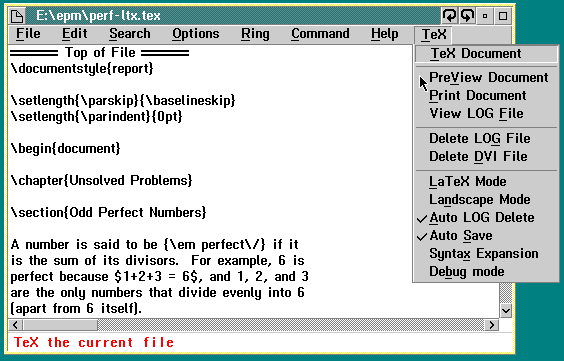 E:\epm\perf-ltx.tex
File Edit Search Options Ring Command Help TeX
====== Top of File ======
\documentstyle{report}
\setlength{\parskip}{\baselineskip}
\setlength{\parindent}{0pt}
\begin{document}
\chapter{Unsolved Problems}
\section{Odd Perfect Numbers}
A number is said to be {\em perfect\/} if it
is the sum of its divisors.  For example, 6 is
perfect because $1+2+3 = 6$, and 1, 2, and 3
are the only numbers that divide evenly into 6
(apart from 6 itself).
TeX Document
PreView Document
Print Document
View LOG File
Delete LOG File
Delete DVI File
LaTeX Mode
Landscape Mode
Auto LOG Delete
Auto Save
Syntax Expansion
Debug mode
TeX the current file